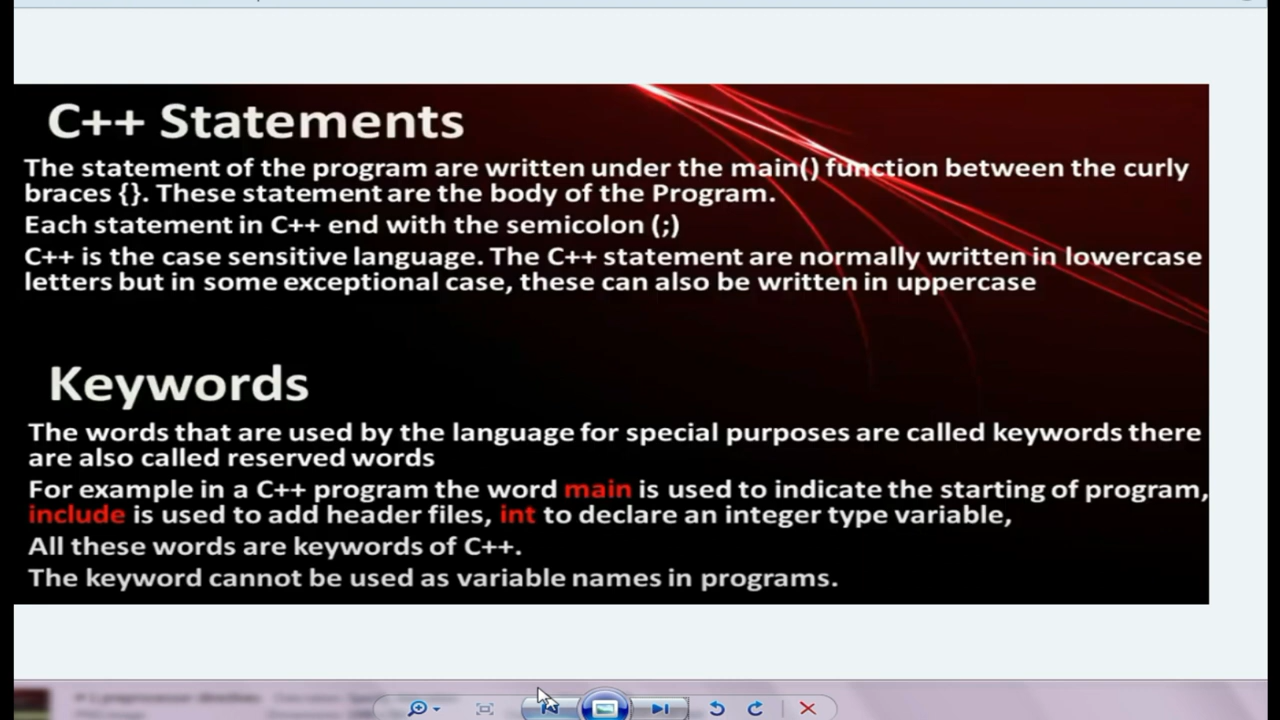 C++ Statements
The statement of the program are written under the main() function between the curly
braces {}. These statement are the body of the Program.
Each statement in C++ end with the semicolon (;)
C++ is the case sensitive language. The C++ statement are normally written in lowercase
letters but in some exceptional case, these can also be written in uppercase
Keywords
The words that are used by the language for special purposes are called keywords there
are also called reserved words
For example in a C++ program the word main is used to indicate the starting of program,
include is used to add header files, int to declare an integer type variable,
All these words are keywords of C++.
The keyword cannot be used as variable names in programs.